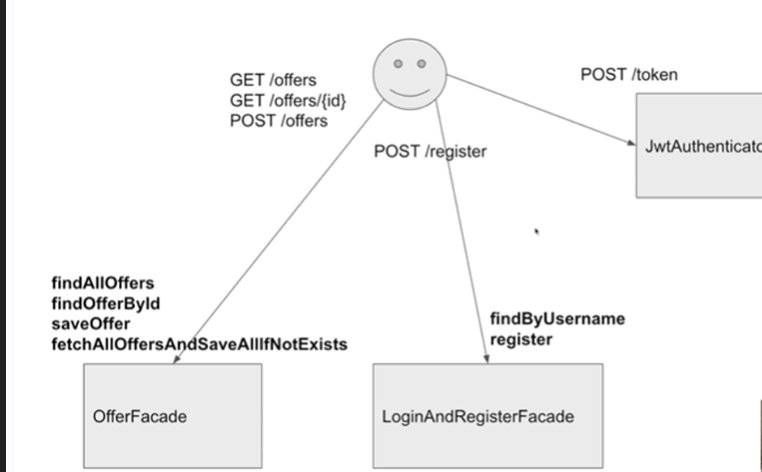 GET /offers
GET /offers/{id}
POST /offers
POST /token
POST /register
JwtAuthenticato
findAllOffers
findOfferById
saveOffer
fetchAllOffersAndSaveAllIfNotExists
findByUsername
register
OfferFacade
LoginAndRegisterFacade